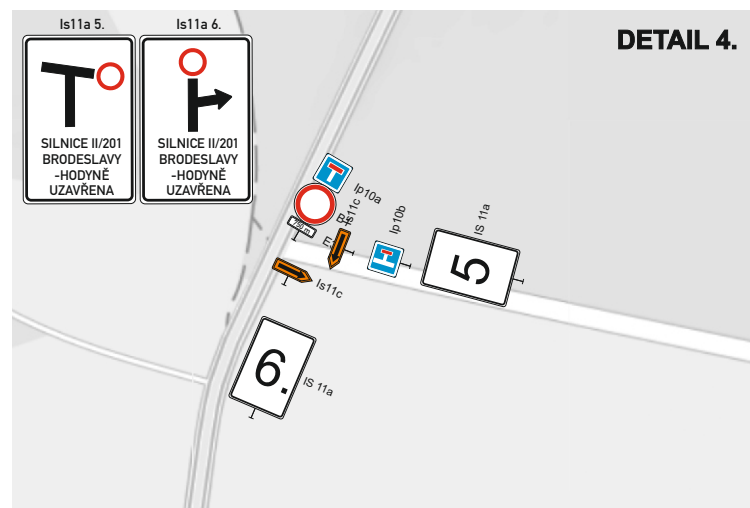 Is11a 5.
SILNICE II/201
BRODESLAVY
-HODYNĚ
UZAVŘENA
Is11a 6.
SILNICE II/201
BRODESLAVY
-HODYNĚ
UZAVŘENA
DETAIL 4.
Ip10a
Is11c
750 m
Ip10b
IS 11a
5
Is11c
6.
IS 11a